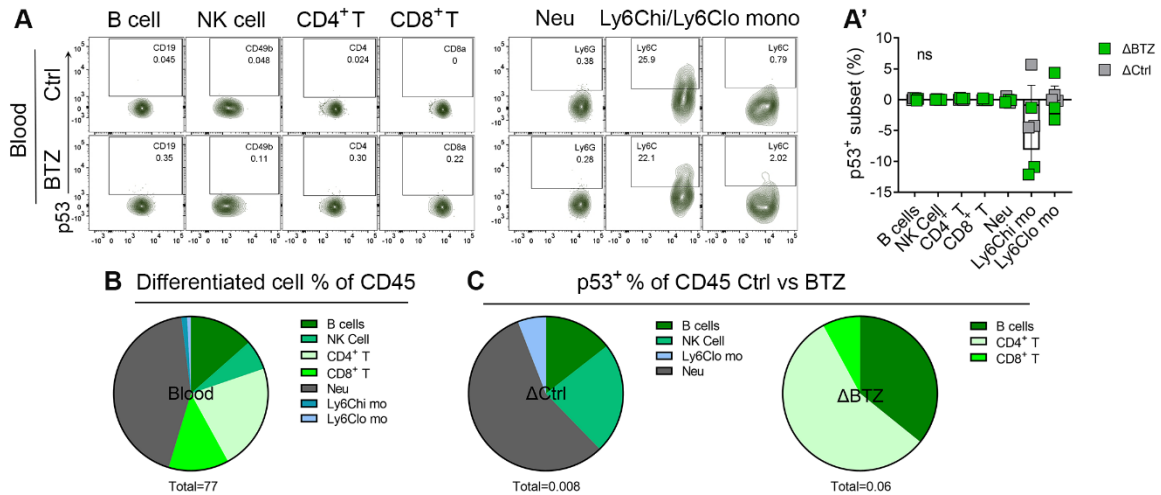 A
B cell NK cell CD4+ T CD8+ T Neu Ly6Chi/Ly6Clo mono
Blood
Ctrl
BTZ
p53
CD19
0.045
CD49b
0.048
CD4
0.024
CD8a
0
Ly6G
0.38
Ly6C
25.9
Ly6C
0.79
CD19
0.35
CD49b
0.11
CD4
0.30
CD8a
0.22
Ly6G
0.28
Ly6C
22.1
Ly6C
2.02
A'
p53+ subset (%)
10
5
0
-5
-10
-15
ns
ΔBTZ
ΔCtrl
B cells
NK Cell
CD4+ T
CD8+ T
Neu
Ly6Chi mo
Ly6Clo mo
B
Differentiated cell % of CD45
Blood
B cells
NK Cell
CD4+ T
CD8+ T
Neu
Ly6Chi mo
Ly6Clo mo
Total=77
C
p53+ % of CD45 Ctrl vs BTZ
ΔCtrl
B cells
NK Cell
Ly6Clo mo
Neu
Total=0.008
ΔBTZ
B cells
CD4+ T
CD8+ T
Total=0.06